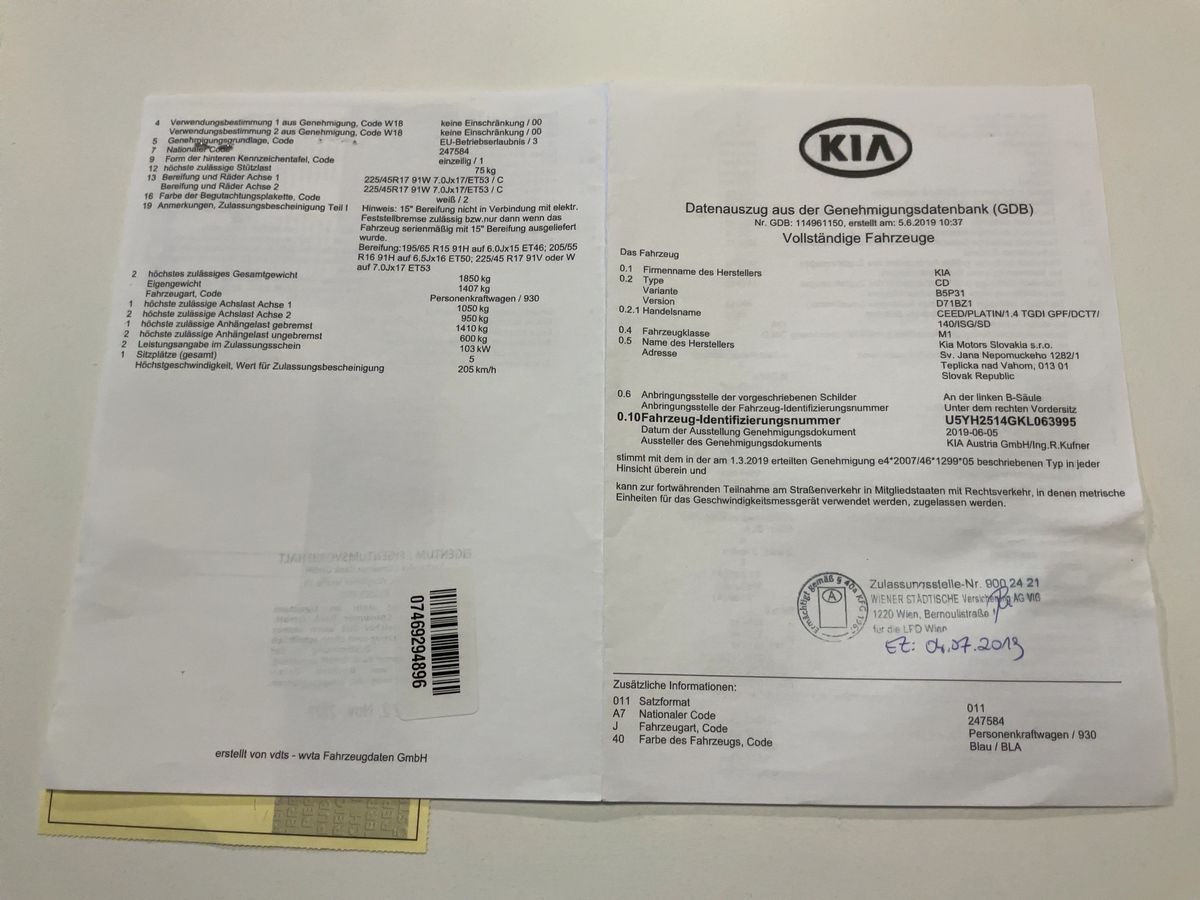 4 Verwendungsbestimmung 1 aus Genehmigung, Code W18 keine Einschränkung / 00
Verwendungsbestimmung 2 aus Genehmigung, Code W18 keine Einschränkung / 00
5 Genehmigungsgrundlage, Code EU-Betriebserlaubnis / 3
7 Nationaler Code 247584
9 Form der hinteren Kennzeichentafel, Code einzeilig / 1
12 höchste zulässige Stützlast 75 kg
13 Bereifung und Räder Achse 1 225/45R17 91W 7.0Jx17/ET53 / C
Bereifung und Räder Achse 2 225/45R17 91W 7.0Jx17/ET53 / C
16 Farbe der Begutachtungsplakette, Code weiß / 2
19 Anmerkungen, Zulassungsbescheinigung Teil I Hinweis: 15" Bereifung nicht in Verbindung mit elektr.
Feststellbremse zulässig bzw.nur dann wenn das
Fahrzeug serienmäßig mit 15" Bereifung ausgeliefert
wurde.
Bereifung:195/65 R15 91H auf 6.0Jx15 ET46; 205/55
R16 91H auf 6.5Jx16 ET50; 225/45 R17 91V oder W
auf 7.0Jx17 ET53
2 höchstes zulässiges Gesamtgewicht 1850 kg
Eigengewicht 1407 kg
Fahrzeugart, Code Personenkraftwagen / 930
1 höchste zulässige Achslast Achse 1 1050 kg
2 höchste zulässige Achslast Achse 2 950 kg
1 höchste zulässige Anhängelast gebremst 1410 kg
2 höchste zulässige Anhängelast ungebremst 600 kg
2 Leistungsangabe im Zulassungsschein 103 kW
1 Sitzplätze (gesamt) 5
Höchstgeschwindigkeit, Wert für Zulassungsbescheinigung 205 km/h
07469294896
erstellt von vdts - wvta Fahrzeugdaten GmbH
KIA
Datenauszug aus der Genehmigungsdatenbank (GDB)
Nr. GDB: 114961150, erstellt am: 5.6.2019 10:37
Vollständige Fahrzeuge
Das Fahrzeug
0.1 Firmenname des Herstellers KIA
0.2 Type CD
Variante B5P31
Version D71BZ1
0.2.1 Handelsname CEED/PLATIN/1.4 TGDI GPF/DCT7/
140/ISG/SD
0.4 Fahrzeugklasse M1
0.5 Name des Herstellers Kia Motors Slovakia s.r.o.
Adresse Sv. Jana Nepomuckeho 1282/1
Teplicka nad Vahom, 013 01
Slovak Republic
0.6 Anbringungsstelle der vorgeschriebenen Schilder An der linken B-Säule
Anbringungsstelle der Fahrzeug-Identifizierungsnummer Unter dem rechten Vordersitz
0.10 Fahrzeug-Identifizierungsnummer U5YH2514GKL063995
Datum der Ausstellung Genehmigungsdokument 2019-06-05
Aussteller des Genehmigungsdokuments KIA Austria GmbH/Ing.R.Kufner
stimmt mit dem in der am 1.3.2019 erteilten Genehmigung e4*2007/46*1299*05 beschriebenen Typ in jeder
Hinsicht überein und
kann zur fortwährenden Teilnahme am Straßenverkehr in Mitgliedstaaten mit Rechtsverkehr, in denen metrische
Einheiten für das Geschwindigkeitsmessgerät verwendet werden, zugelassen werden.
Ermächtigt gemäß § 40a KFG 1967
A
Zulassungsstelle-Nr. 900 24 21
WIENER STÄDTISCHE Versicherung AG VIG
1220 Wien, Bernoulistraße
für die LPD Wien
EZ: 04.07.2019
Zusätzliche Informationen:
011 Satzformat 011
A7 Nationaler Code 247584
J Fahrzeugart, Code Personenkraftwagen / 930
40 Farbe des Fahrzeugs, Code Blau / BLA